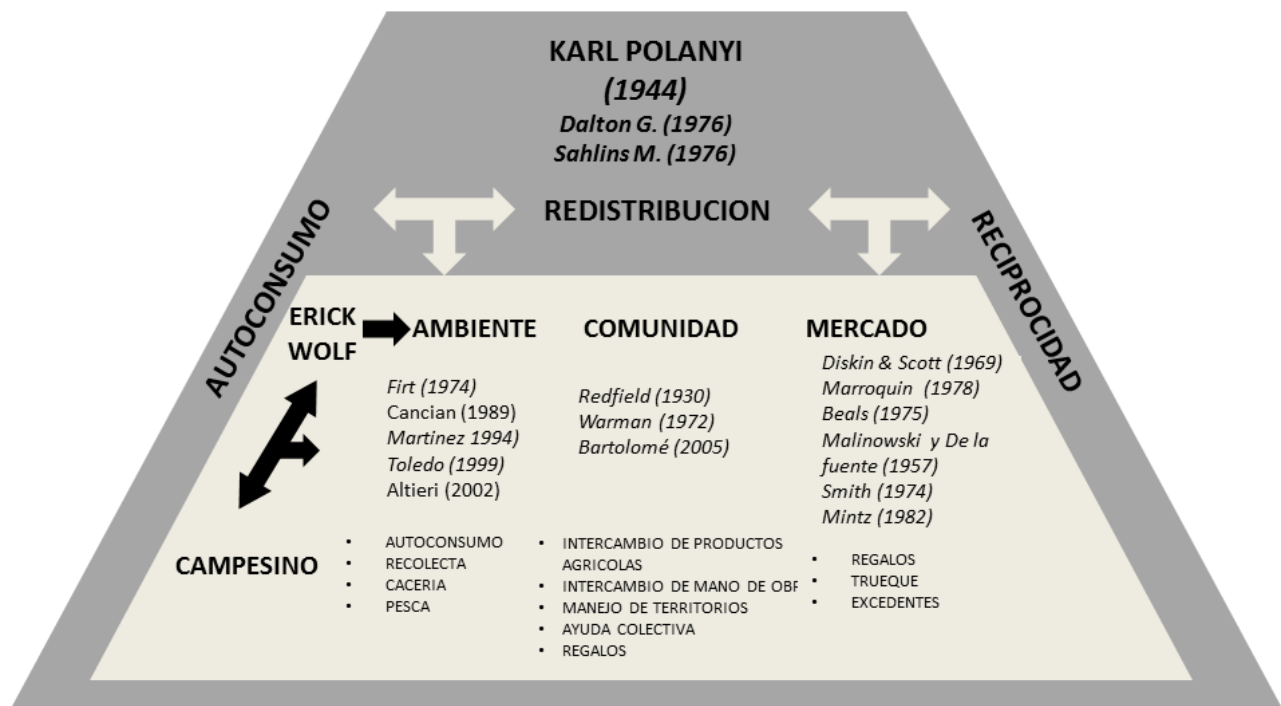 KARL POLANYI
(1944)
Dalton G. (1976)
Sahlins M. (1976)
AUTOCONSUMO
REDISTRIBUCION
RECIPROCIDAD
ERICK
WOLF
AMBIENTE
Firt (1974)
Cancian (1989)
Martinez 1994)
Toledo (1999)
Altieri (2002)
COMUNIDAD
Redfield (1930)
Warman (1972)
Bartolomé (2005)
MERCADO
Diskin & Scott (1969)
Marroquin (1978)
Beals (1975)
Malinowski y De la
fuente (1957)
Smith (1974)
Mintz (1982)
CAMPESINO
• AUTOCONSUMO
• RECOLECTA
• CACERIA
• PESCA
• INTERCAMBIO DE PRODUCTOS
AGRICOLAS
• INTERCAMBIO DE MANO DE OBR
• MANEJO DE TERRITORIOS
• AYUDA COLECTIVA
• REGALOS
• REGALOS
• TRUEQUE
• EXCEDENTES